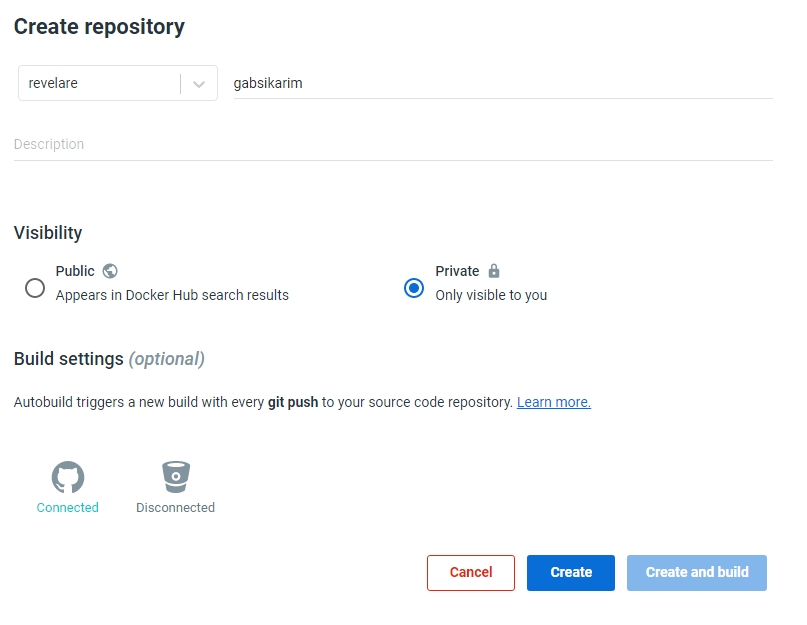 Create repository
revelare
gabsikarim
Description
Visibility
Public
Appears in Docker Hub search results
Private
Only visible to you
Build settings (optional)
Autobuild triggers a new build with every git push to your source code repository. Learn more.
Connected
Disconnected
Cancel
Create
Create and build